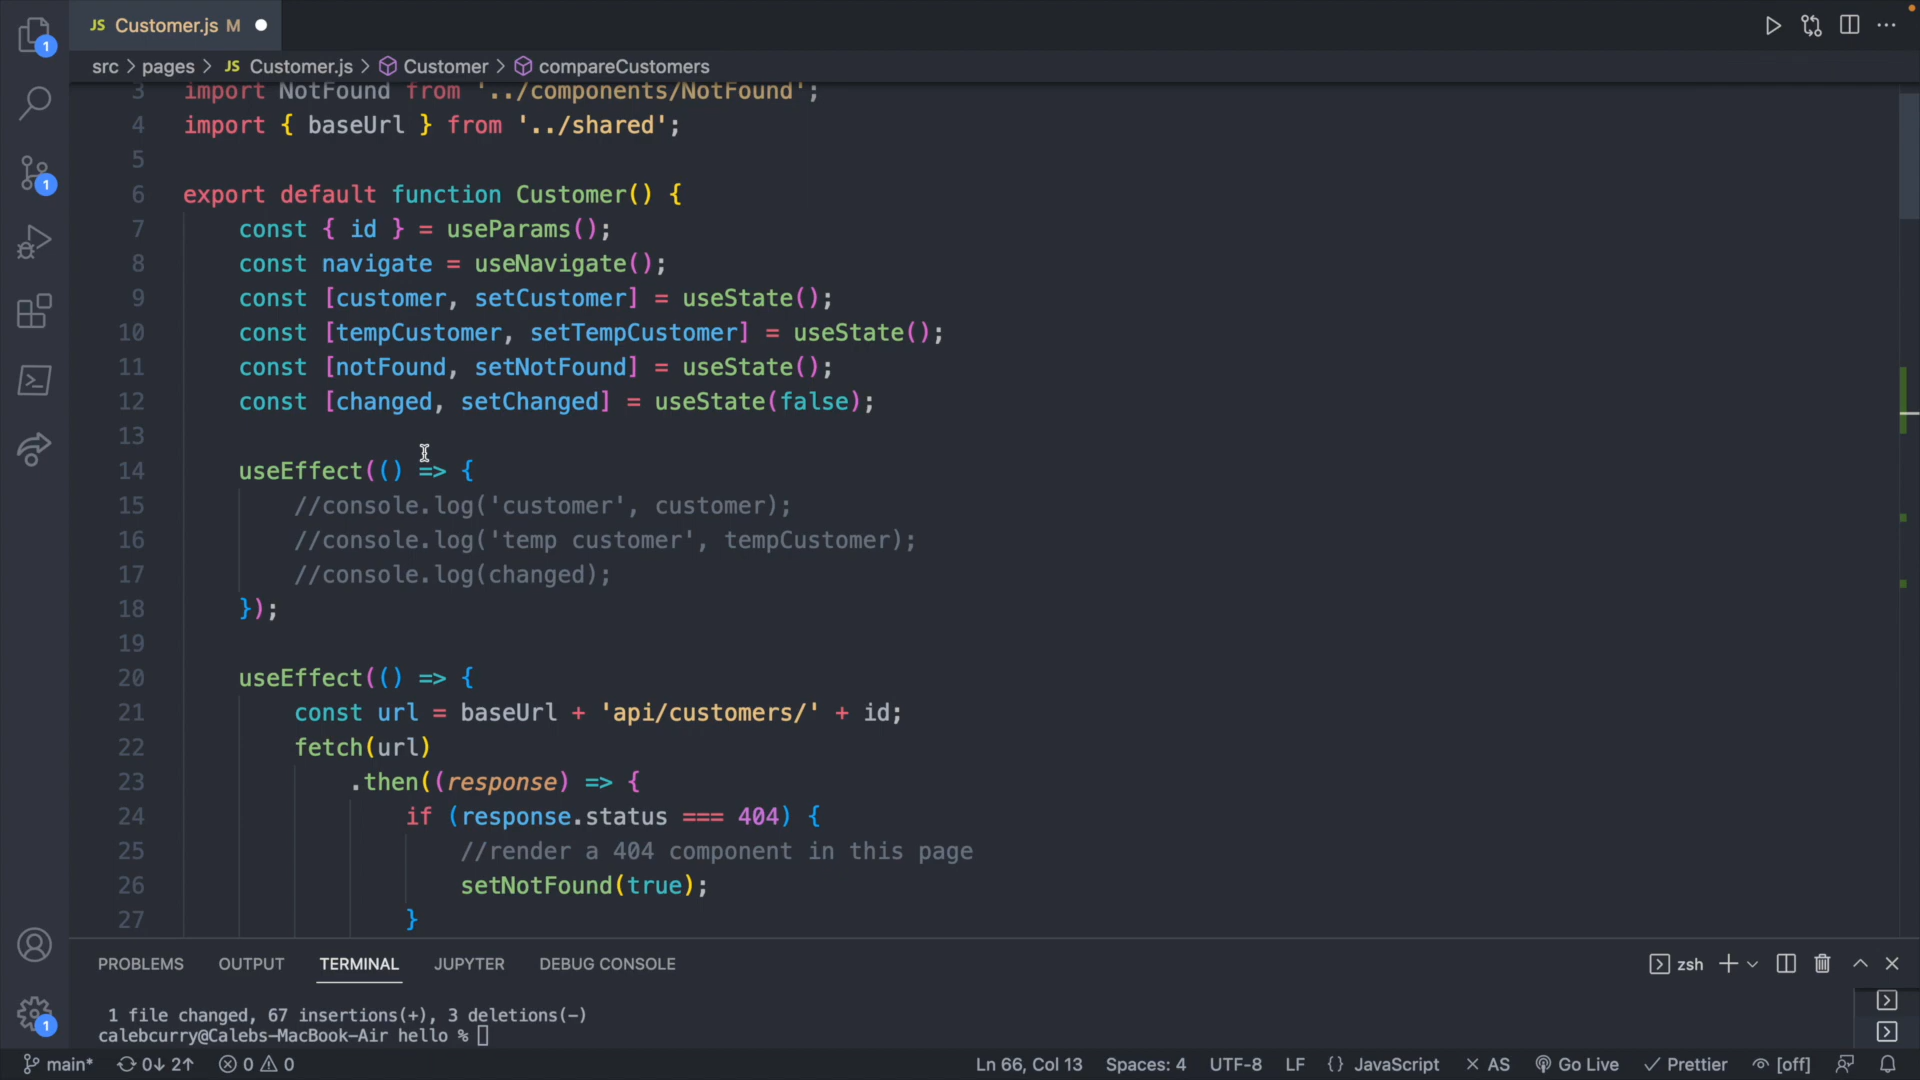 JS Customer.js M
src > pages > JS Customer.js > Customer > compareCustomers
1
3 import NotFound from '../components/NotFound';
4 import { baseUrl } from '../shared';
5
1
6 export default function Customer() {
7 const { id } = useParams();
8 const navigate = useNavigate();
9 const [customer, setCustomer] = useState();
10 const [tempCustomer, setTempCustomer] = useState();
11 const [notFound, setNotFound] = useState();
12 const [changed, setChanged] = useState(false);
13
14 useEffect(() => {
15 //console.log('customer', customer);
16 //console.log('temp customer', tempCustomer);
17 //console.log(changed);
18 });
19
20 useEffect(() => {
21 const url = baseUrl + 'api/customers/' + id;
22 fetch(url)
23 .then((response) => {
24 if (response.status === 404) {
25 //render a 404 component in this page
26 setNotFound(true);
27 }
PROBLEMS OUTPUT TERMINAL JUPYTER DEBUG CONSOLE zsh
1 file changed, 67 insertions(+), 3 deletions(-)
1
calebcurry@Calebs-MacBook-Air hello %
main* 0↓ 2↑ 0 0 Ln 66, Col 13 Spaces: 4 UTF-8 LF {} JavaScript × AS Go Live ✓ Prettier [off]